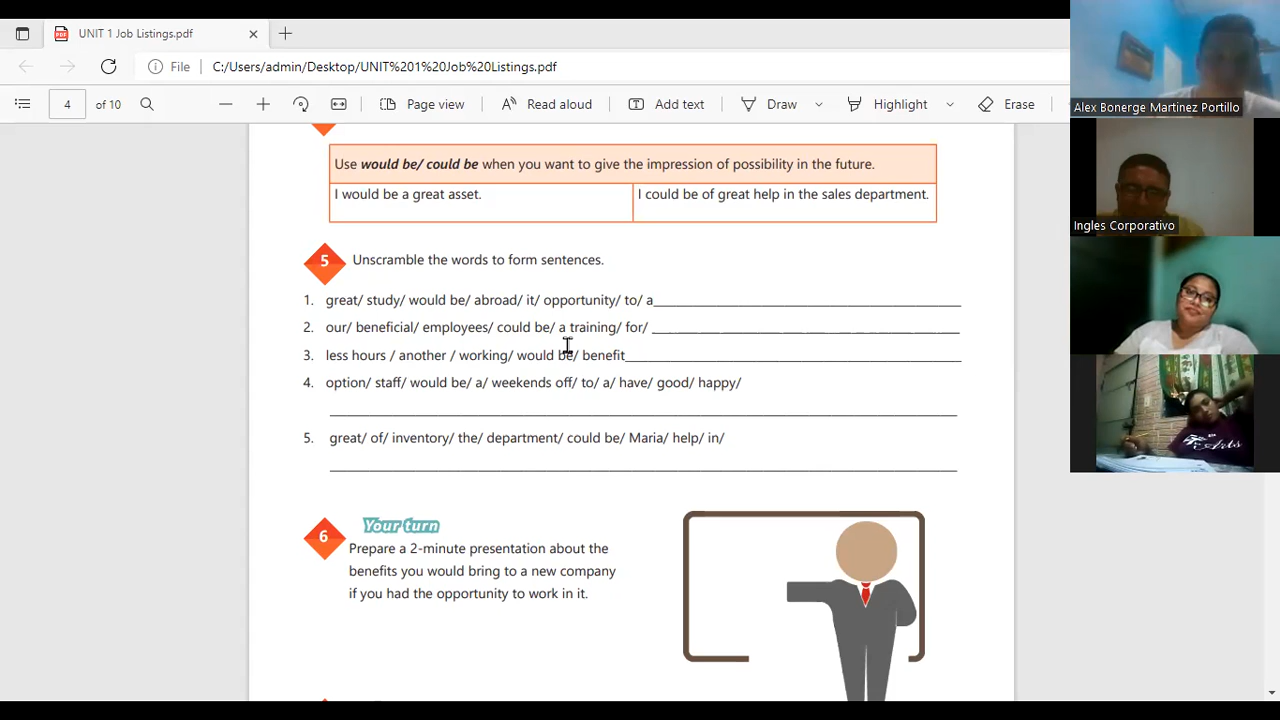 UNIT 1 Job Listings.pdf
File C:/Users/admin/Desktop/UNIT%201%20Job%20Listings.pdf
4 of 10 Page view Read aloud Add text Draw Highlight Erase
Use would be/ could be when you want to give the impression of possibility in the future.
I would be a great asset. I could be of great help in the sales department.
5 Unscramble the words to form sentences.
1. great/ study/ would be/ abroad/ it/ opportunity/ to/ a
2. our/ beneficial/ employees/ could be/ a training/ for/
3. less hours / another / working/ would be/ benefit
4. option/ staff/ would be/ a/ weekends off/ to/ a/ have/ good/ happy/
5. great/ of/ inventory/ the/ department/ could be/ Maria/ help/ in/
6 Your turn
Prepare a 2-minute presentation about the
benefits you would bring to a new company
if you had the opportunity to work in it.
Alex Bonerge Martinez Portillo
Ingles Corporativo